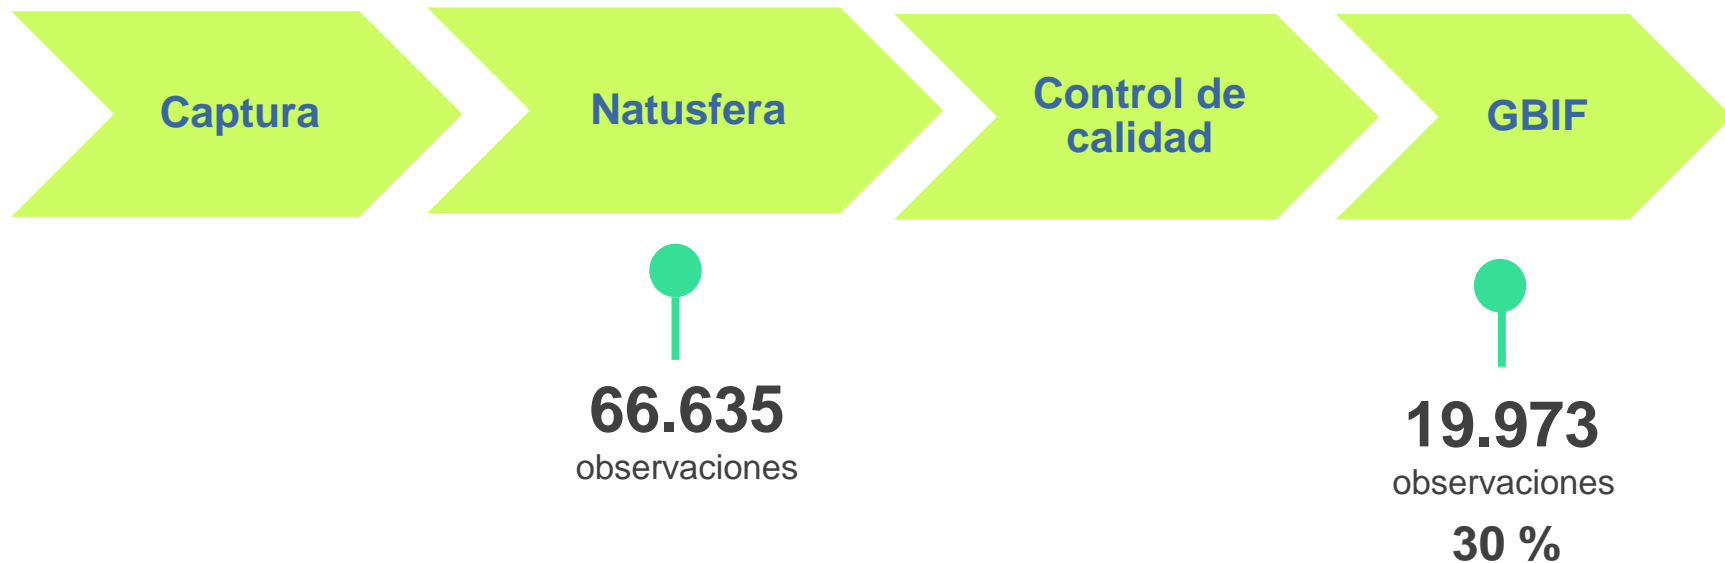 Captura
Natusfera
Control de
calidad
GBIF
66.635
observaciones
19.973
observaciones
30 %